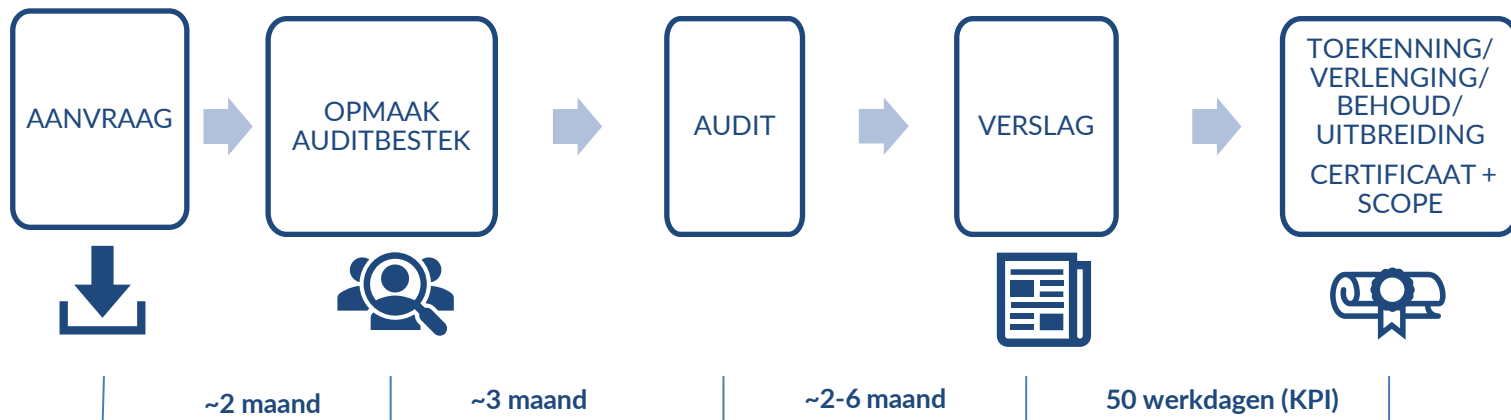 AANVRAAG
OPMAAK
AUDITBESTEK
AUDIT
VERSLAG
TOEKENNING/
VERLENGING/
BEHOUD/
UITBREIDING
CERTIFICAAT +
SCOPE
~2 maand
~3 maand
~2-6 maand
50 werkdagen (KPI)